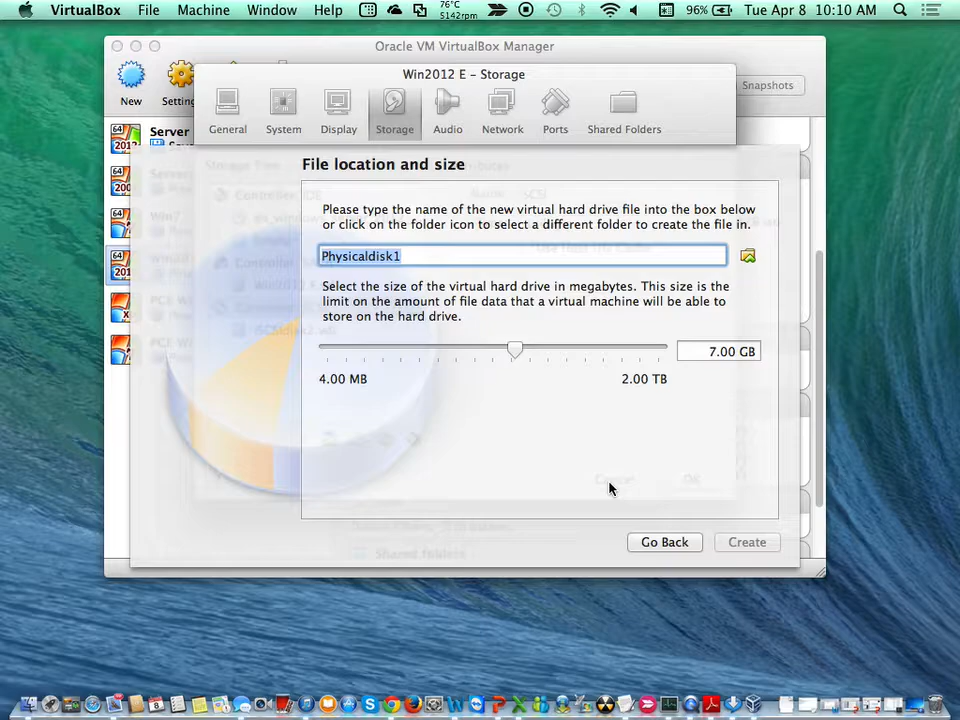 VirtualBox File Machine Window Help 76°C 5142rpm 96% Tue Apr 8 10:10 AM
Oracle VM VirtualBox Manager
Win2012 E – Storage
New Settin Snapshots
General System Display Storage Audio Network Ports Shared Folders
Server
File location and size
Please type the name of the new virtual hard drive file into the box below
or click on the folder icon to select a different folder to create the file in.
Physicaldisk1
Select the size of the virtual hard drive in megabytes. This size is the
limit on the amount of file data that a virtual machine will be able to
store on the hard drive.
7.00 GB
4.00 MB 2.00 TB
Cancel OK
Go Back Create
Shared folders